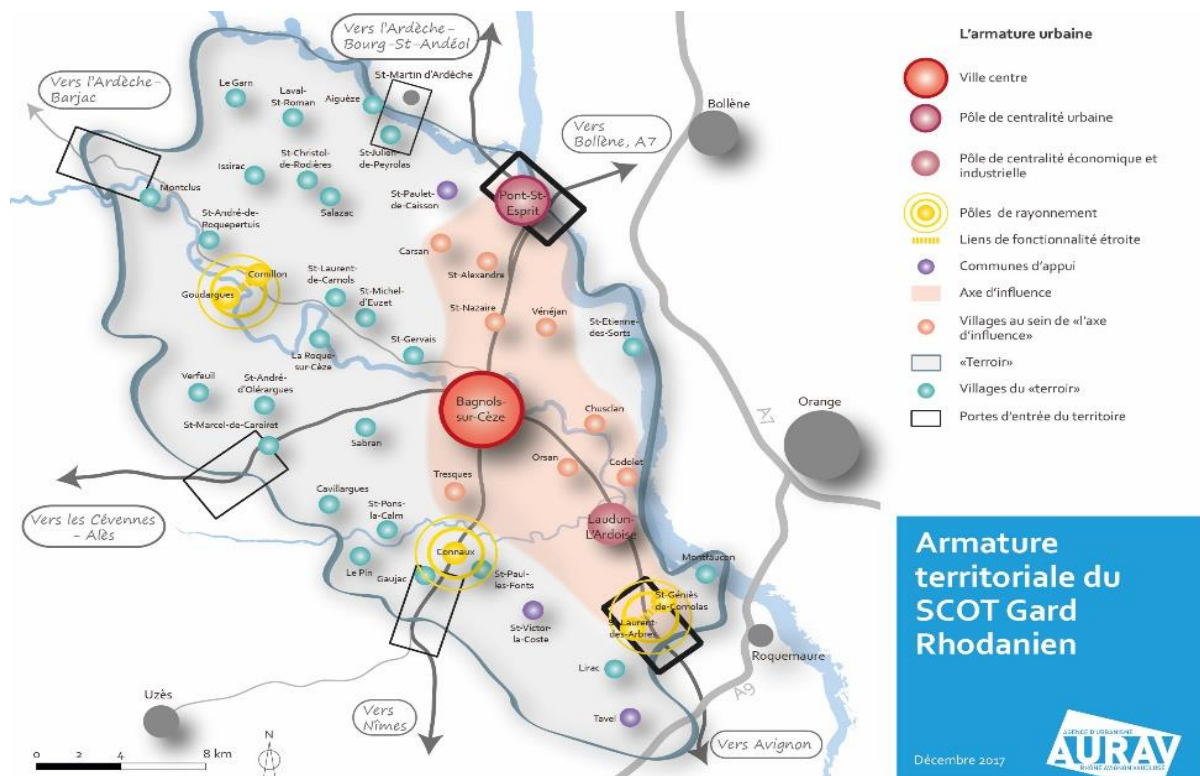 Vers l'Ardèche-
Bourg-St-Andéol
Vers l'Ardèche-
Barjac
St-Martin d'Ardèche
Le Garn
Laval-
St-Roman
Aiguèze
Bollène
Vers
Bollène, A7
St-Christol-
de-Rodières
St-Julien-
de-Peyrolas
Issirac
Montclus
Salazac
St-Paulet-
de-Caisson
Pont-St-
Esprit
St-André-de-
Roquepertuis
Carsan
St-Alexandre
Cornillon
Goudargues
St-Laurent-
de-Carnols
St-Michel-
d'Euzet
St-Nazaire
Vénéjan
St-Etienne-
des-Sorts
La Roque-
sur-Cèze
St-Gervais
Verfeuil
St-André-
d'Olérargues
Bagnols-
sur-Cèze
Chusclan
Orange
A7
St-Marcel-de-Careiret
Sabran
Orsan
Codolet
Tresques
Cavillargues
St-Pons-
la-Calm
Laudun-
L'Ardoise
Vers les Cévennes
- Alès
Connaux
Le Pin
Gaujac
St-Paul-
les-Fonts
Montfaucon
St-Géniès
de-Comolas
St-Laurent-
des-Arbres
St-Victor-
la-Coste
Roquemaure
Lirac
A9
Uzès
Tavel
Vers
Nîmes
Vers Avignon
0 2 4 8 km
N
L'armature urbaine
Ville centre
Pôle de centralité urbaine
Pôle de centralité économique et
industrielle
Pôles de rayonnement
Liens de fonctionnalité étroite
Communes d'appui
Axe d'influence
Villages au sein de «l'axe
d'influence»
«Terroir»
Villages du «terroir»
Portes d'entrée du territoire
Armature
territoriale du
SCOT Gard
Rhodanien
Décembre 2017
AGENCE D'URBANISME
AURAV
RHÔNE AVIGNON VAUCLUSE